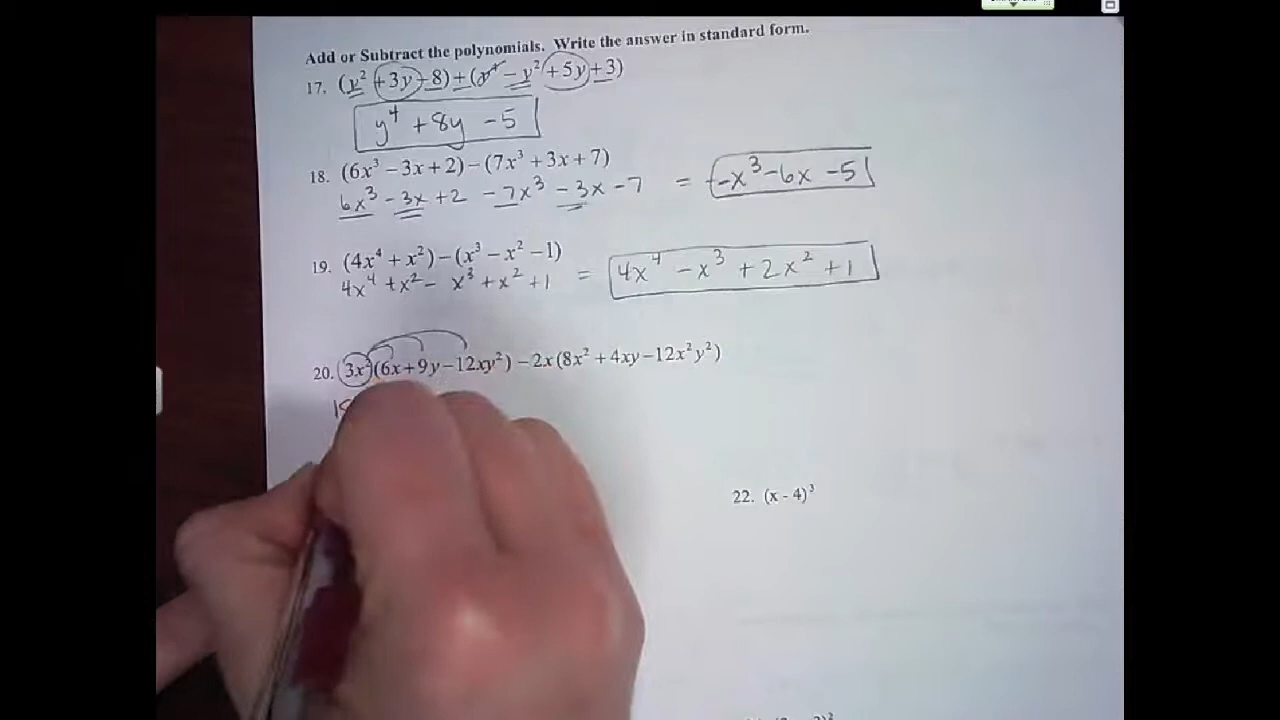 Add or Subtract the polynomials. Write the answer in standard form.
17. (y² + 3y − 8) + (y⁴ − y² + 5y + 3)
y⁴ + 8y − 5
18. (6x³ − 3x + 2) − (7x³ + 3x + 7)
6x³ − 3x + 2 − 7x³ − 3x − 7 = −x³ − 6x − 5
19. (4x⁴ + x²) − (x³ − x² − 1)
4x⁴ + x² − x³ + x² + 1 = 4x⁴ − x³ + 2x² + 1
20. 3x²(6x + 9y − 12xy²) − 2x(8x² + 4xy − 12x²y²)
18
22. (x - 4)³